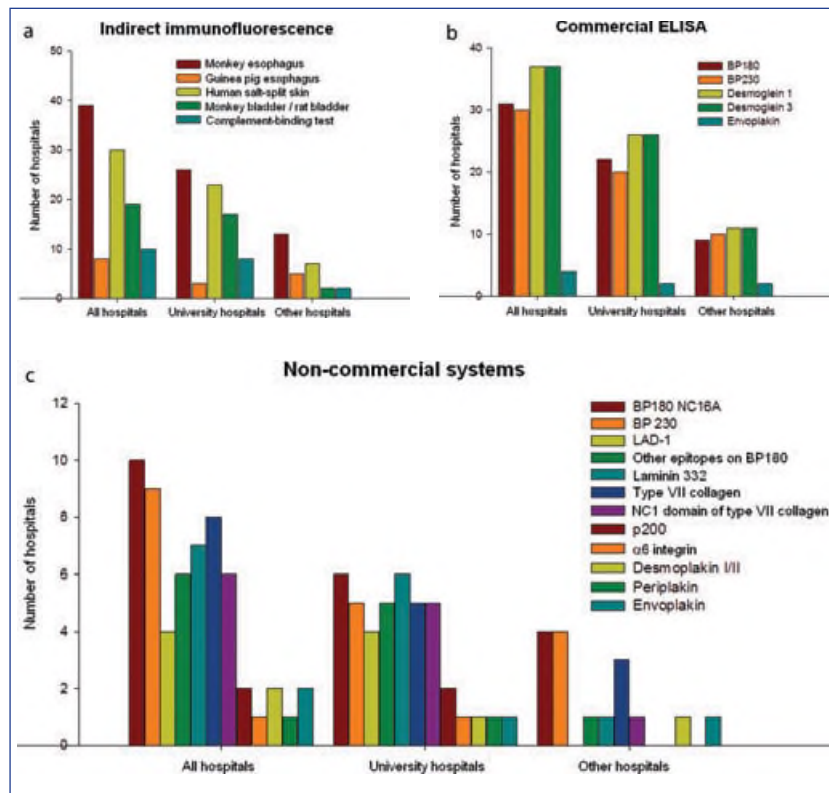 a
Indirect immunofluorescence
50
40
30
20
10
0
Number of hospitals
Monkey esophagus
Guinea pig esophagus
Human salt-split skin
Monkey bladder / rat bladder
Complement-binding test
All hospitals
University hospitals
Other hospitals
b
Commercial ELISA
40
30
20
10
0
Number of hospitals
BP180
BP230
Desmoglein 1
Desmoglein 3
Envoplakin
All hospitals
University hospitals
Other hospitals
c
Non-commercial systems
12
10
8
6
4
2
0
Number of hospitals
BP180 NC16A
BP 230
LAD-1
Other epitopes on BP180
Laminin 332
Type VII collagen
NC1 domain of type VII collagen
p200
α6 integrin
Desmoplakin I/II
Periplakin
Envoplakin
All hospitals
University hospitals
Other hospitals